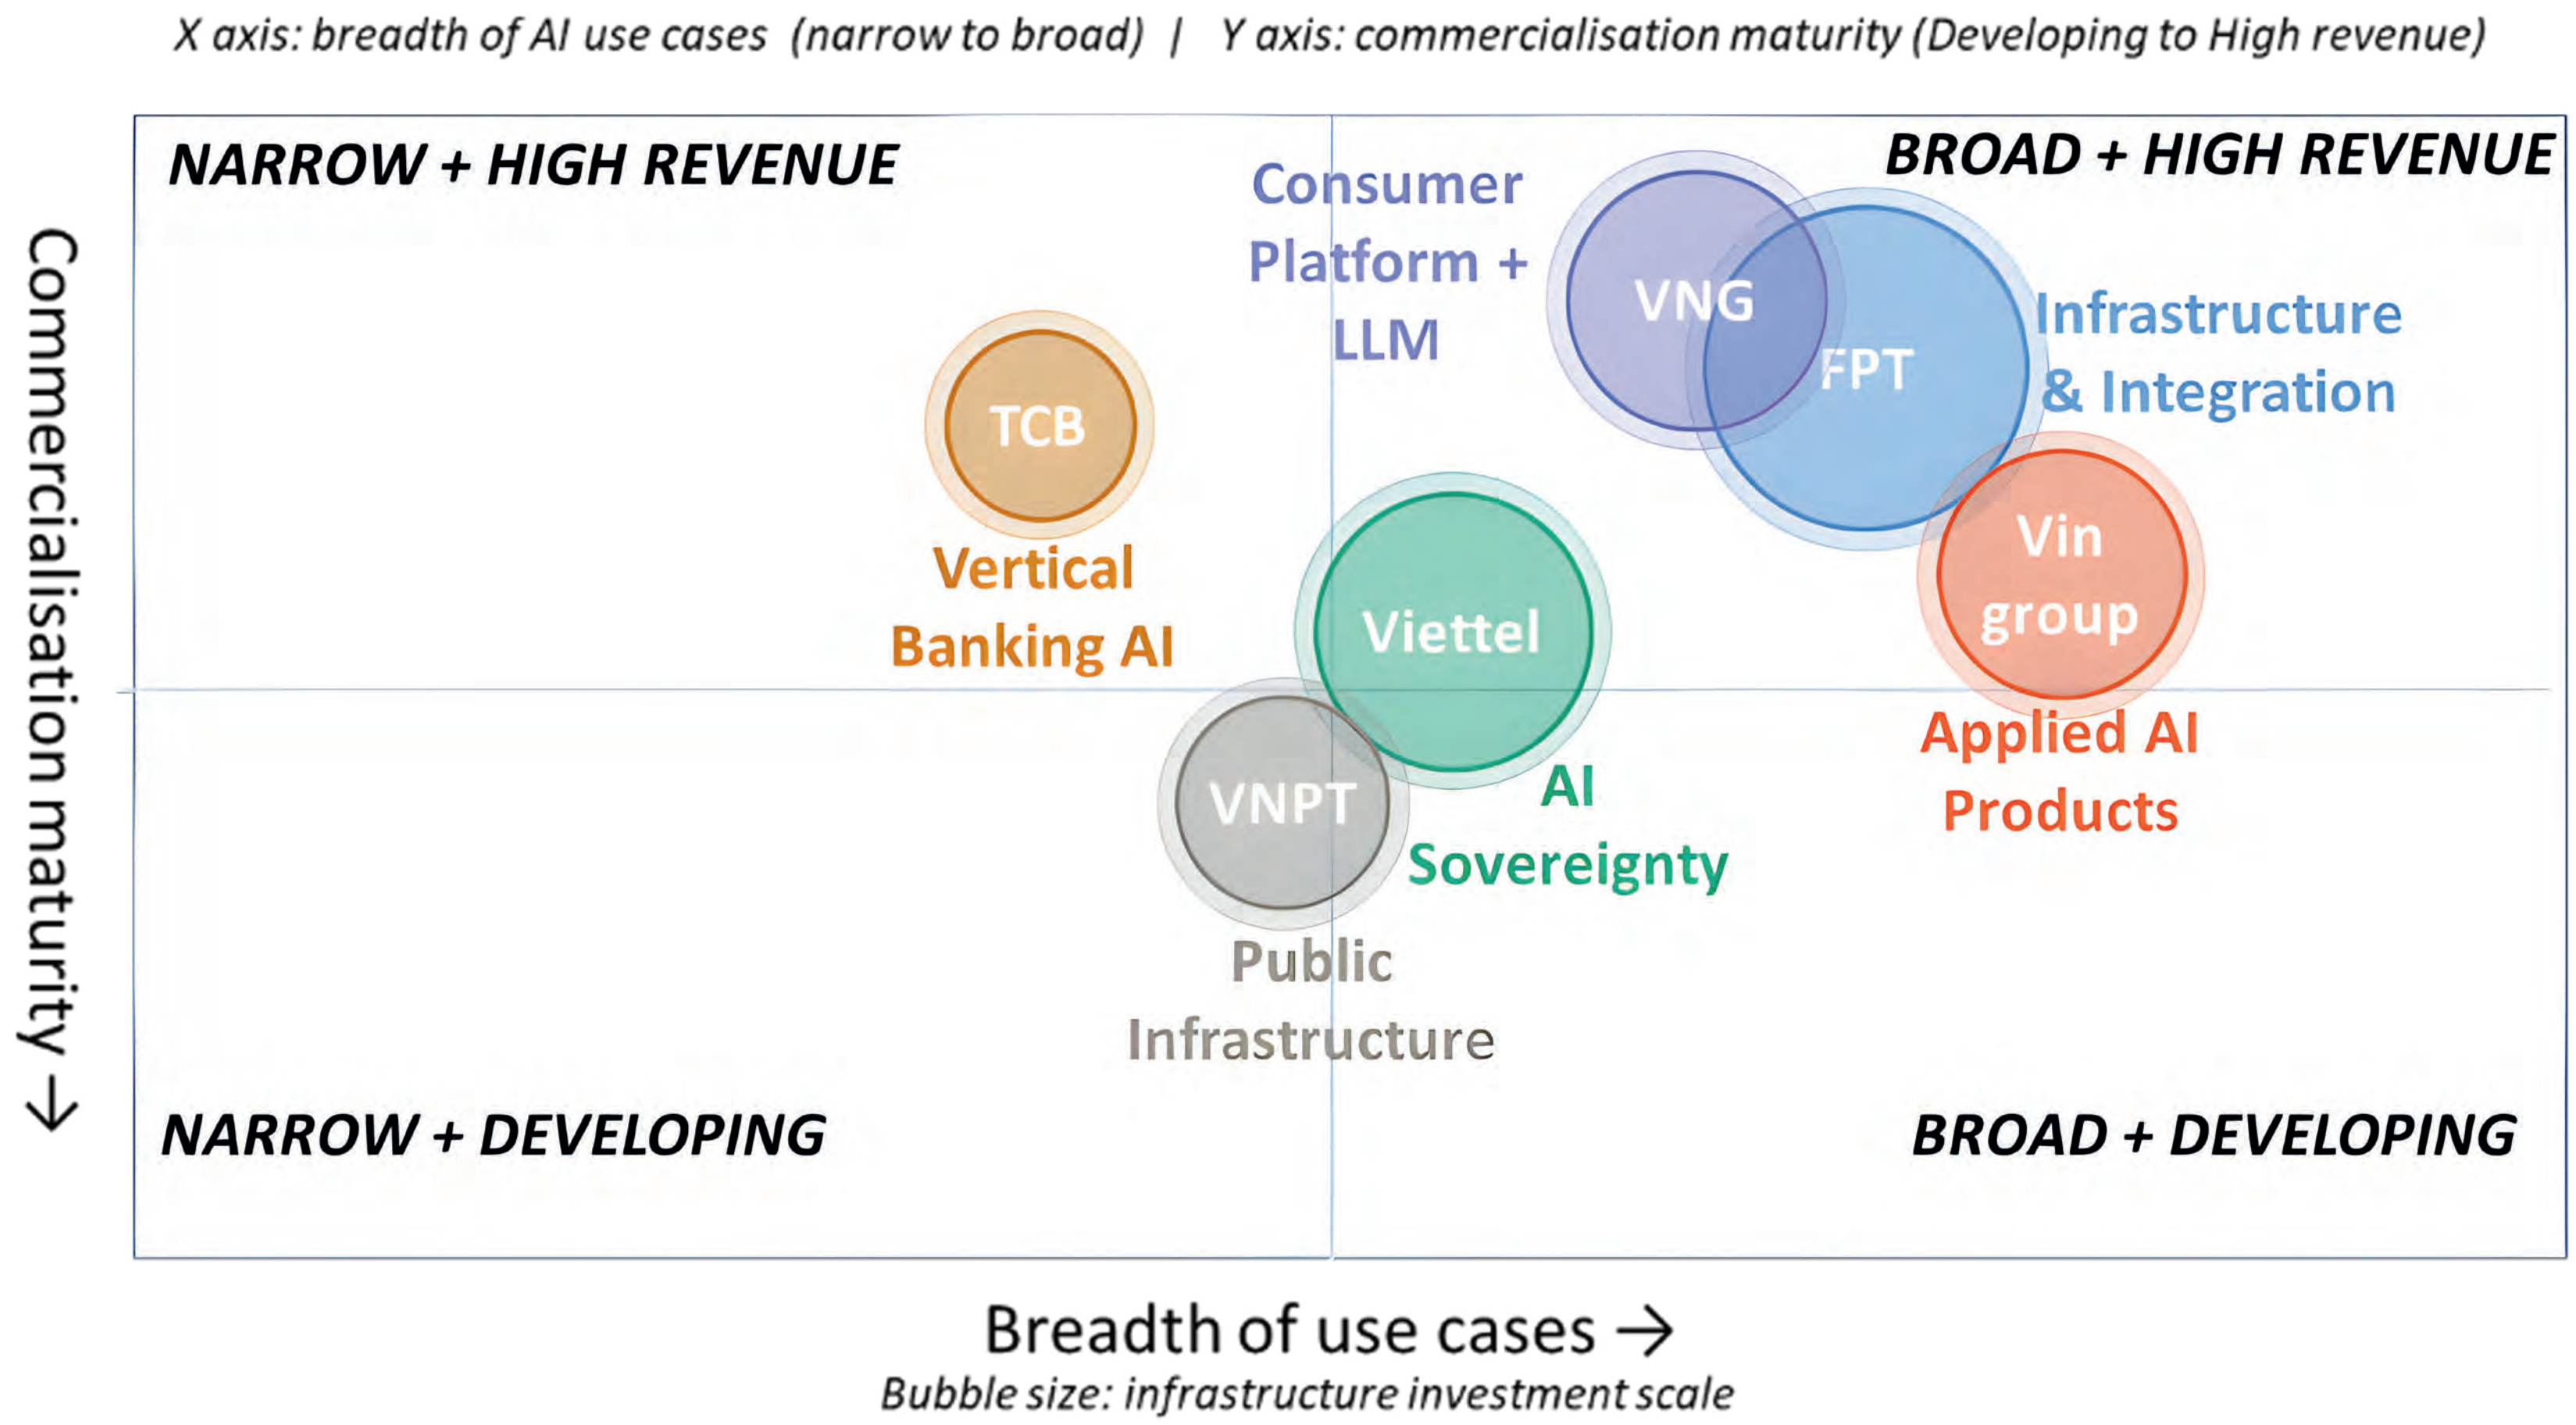 X axis: breadth of AI use cases (narrow to broad) | Y axis: commercialisation maturity (Developing to High revenue)
NARROW + HIGH REVENUE
BROAD + HIGH REVENUE
Commercialisation maturity →
Consumer
Platform +
LLM
VNG
FPT
Infrastructure
& Integration
TCB
Vertical
Banking AI
Vin
group
Applied AI
Products
Viettel
AI
Sovereignty
VNPT
Public
Infrastructure
NARROW + DEVELOPING
BROAD + DEVELOPING
Breadth of use cases →
Bubble size: infrastructure investment scale